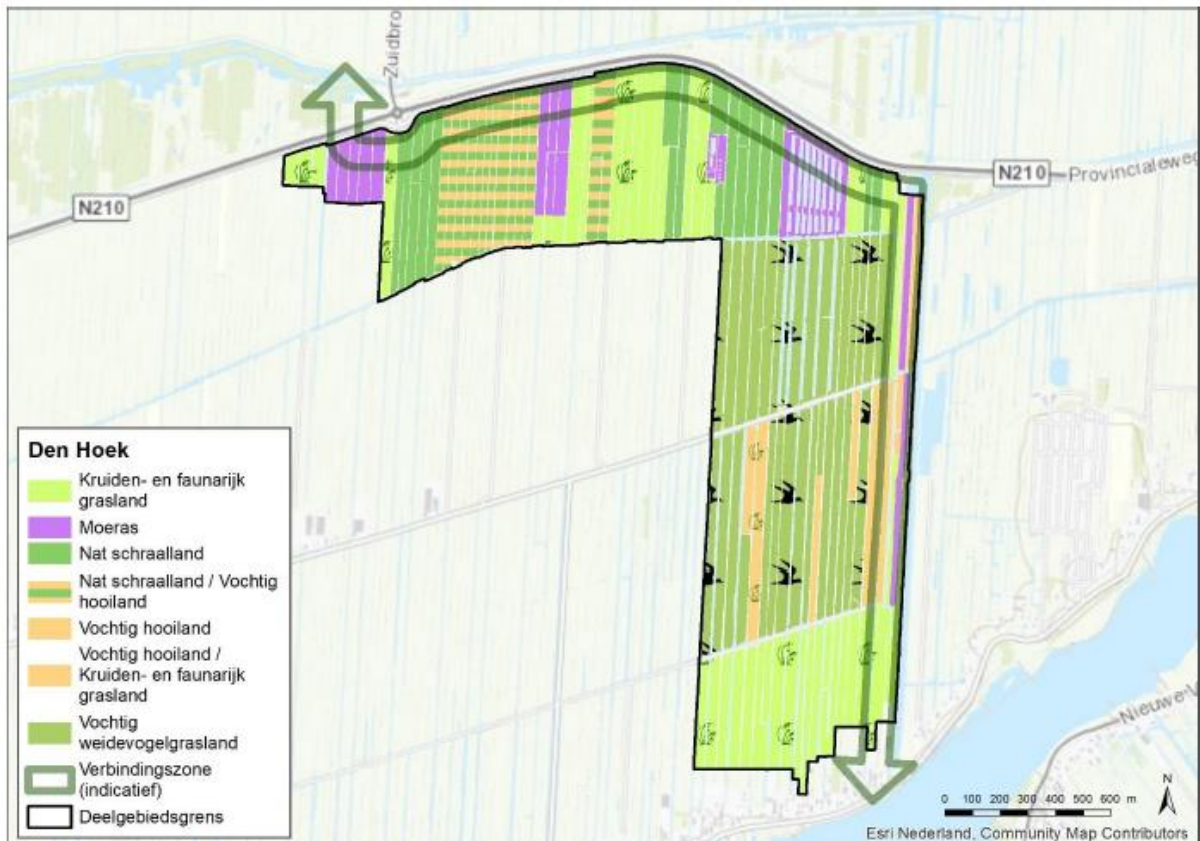 Zuidbro
N210
N210
Provincialeweg
Den Hoek
Kruiden- en faunarijk
grasland
Moeras
Nat schraalland
Nat schraalland / Vochtig
hooiland
Vochtig hooiland
Vochtig hooiland /
Kruiden- en faunarijk
grasland
Vochtig
weidevogelgrasland
Verbindingszone
(indicatief)
Deelgebiedsgrens
Nieuwe-L
N
0 100 200 300 400 500 600 m
Esri Nederland, Community Map Contributors